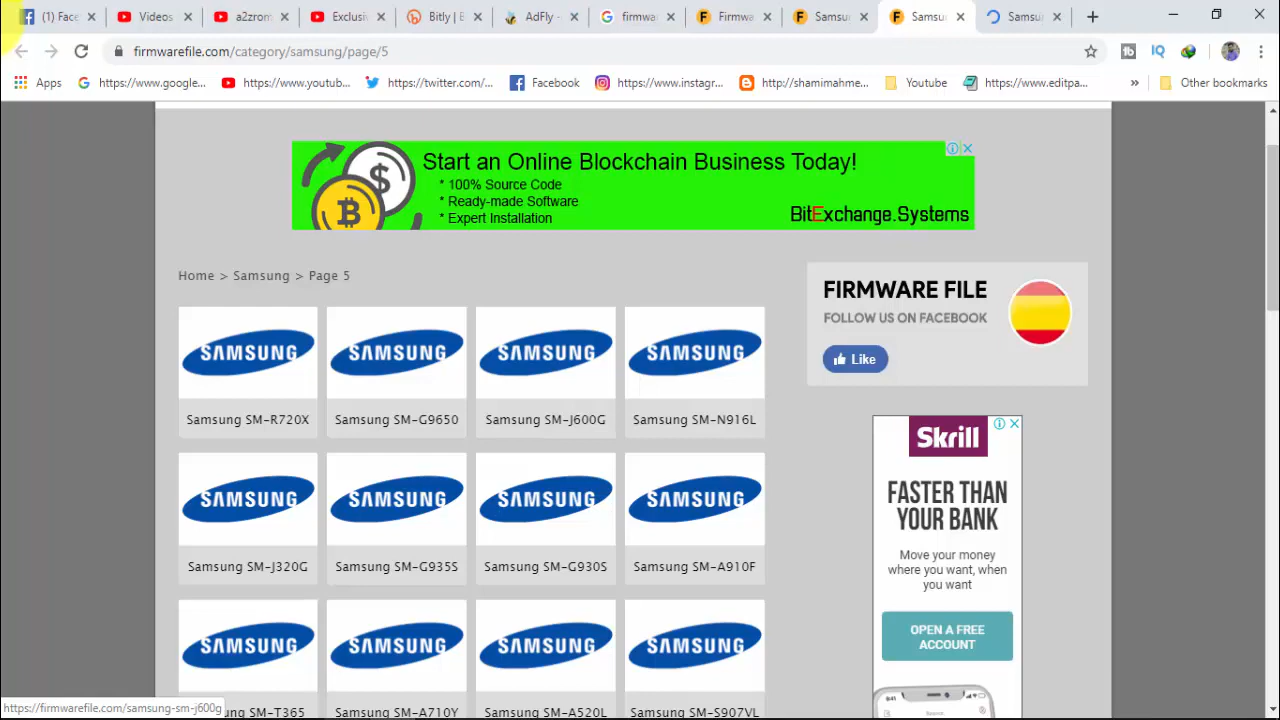 (1) Face
Videos
a2zrom
Exclusiv
Bitly | B
AdFly -
firmwar
Firmwa
Samsu
Samsu
Samsu
firmwarefile.com/category/samsung/page/5
Apps
https://www.google...
https://www.youtub...
https://twitter.com/...
Facebook
https://www.instagr...
http://shamimahme...
Youtube
https://www.editpa...
»
Other bookmarks
Start an Online Blockchain Business Today!
* 100% Source Code
* Ready-made Software
* Expert Installation
BitExchange.Systems
Home > Samsung > Page 5
SAMSUNG SAMSUNG SAMSUNG SAMSUNG
Samsung SM-R720X Samsung SM-G9650 Samsung SM-J600G Samsung SM-N916L
SAMSUNG SAMSUNG SAMSUNG SAMSUNG
Samsung SM-J320G Samsung SM-G935S Samsung SM-G930S Samsung SM-A910F
SAMSUNG SAMSUNG SAMSUNG SAMSUNG
ng SM-T365 Samsung SM-A710Y Samsung SM-A520L Samsung SM-S907VL
FIRMWARE FILE
FOLLOW US ON FACEBOOK
Like
Skrill
FASTER THAN
YOUR BANK
Move your money
where you want, when
you want
OPEN A FREE
ACCOUNT
https://firmwarefile.com/samsung-sm-j600g